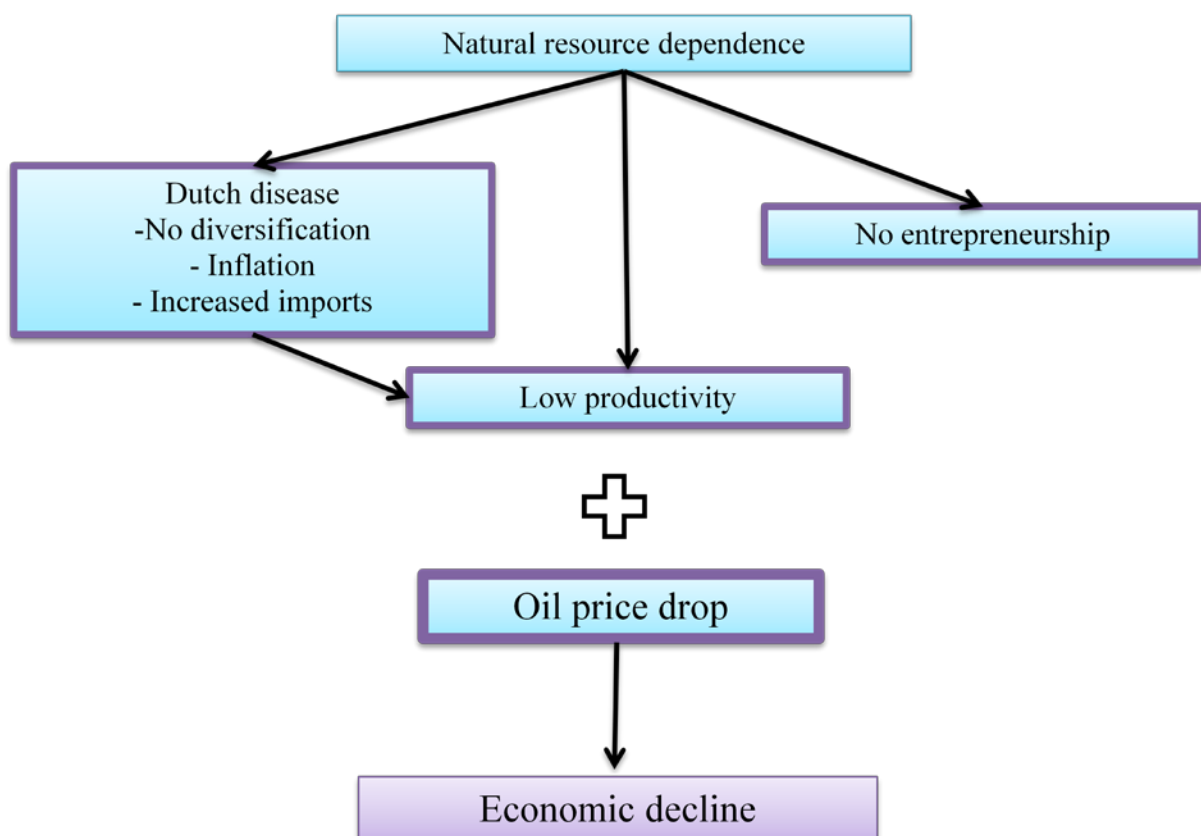 Natural resource dependence
Dutch disease
-No diversification
- Inflation
- Increased imports
No entrepreneurship
Low productivity
Oil price drop
Economic decline